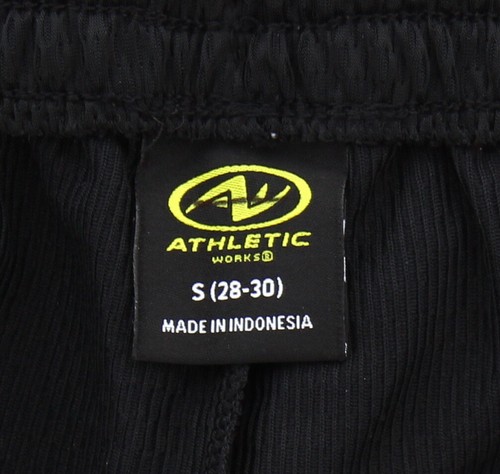 AW
ATHLETIC
WORKS®
S (28-30)
MADE IN INDONESIA